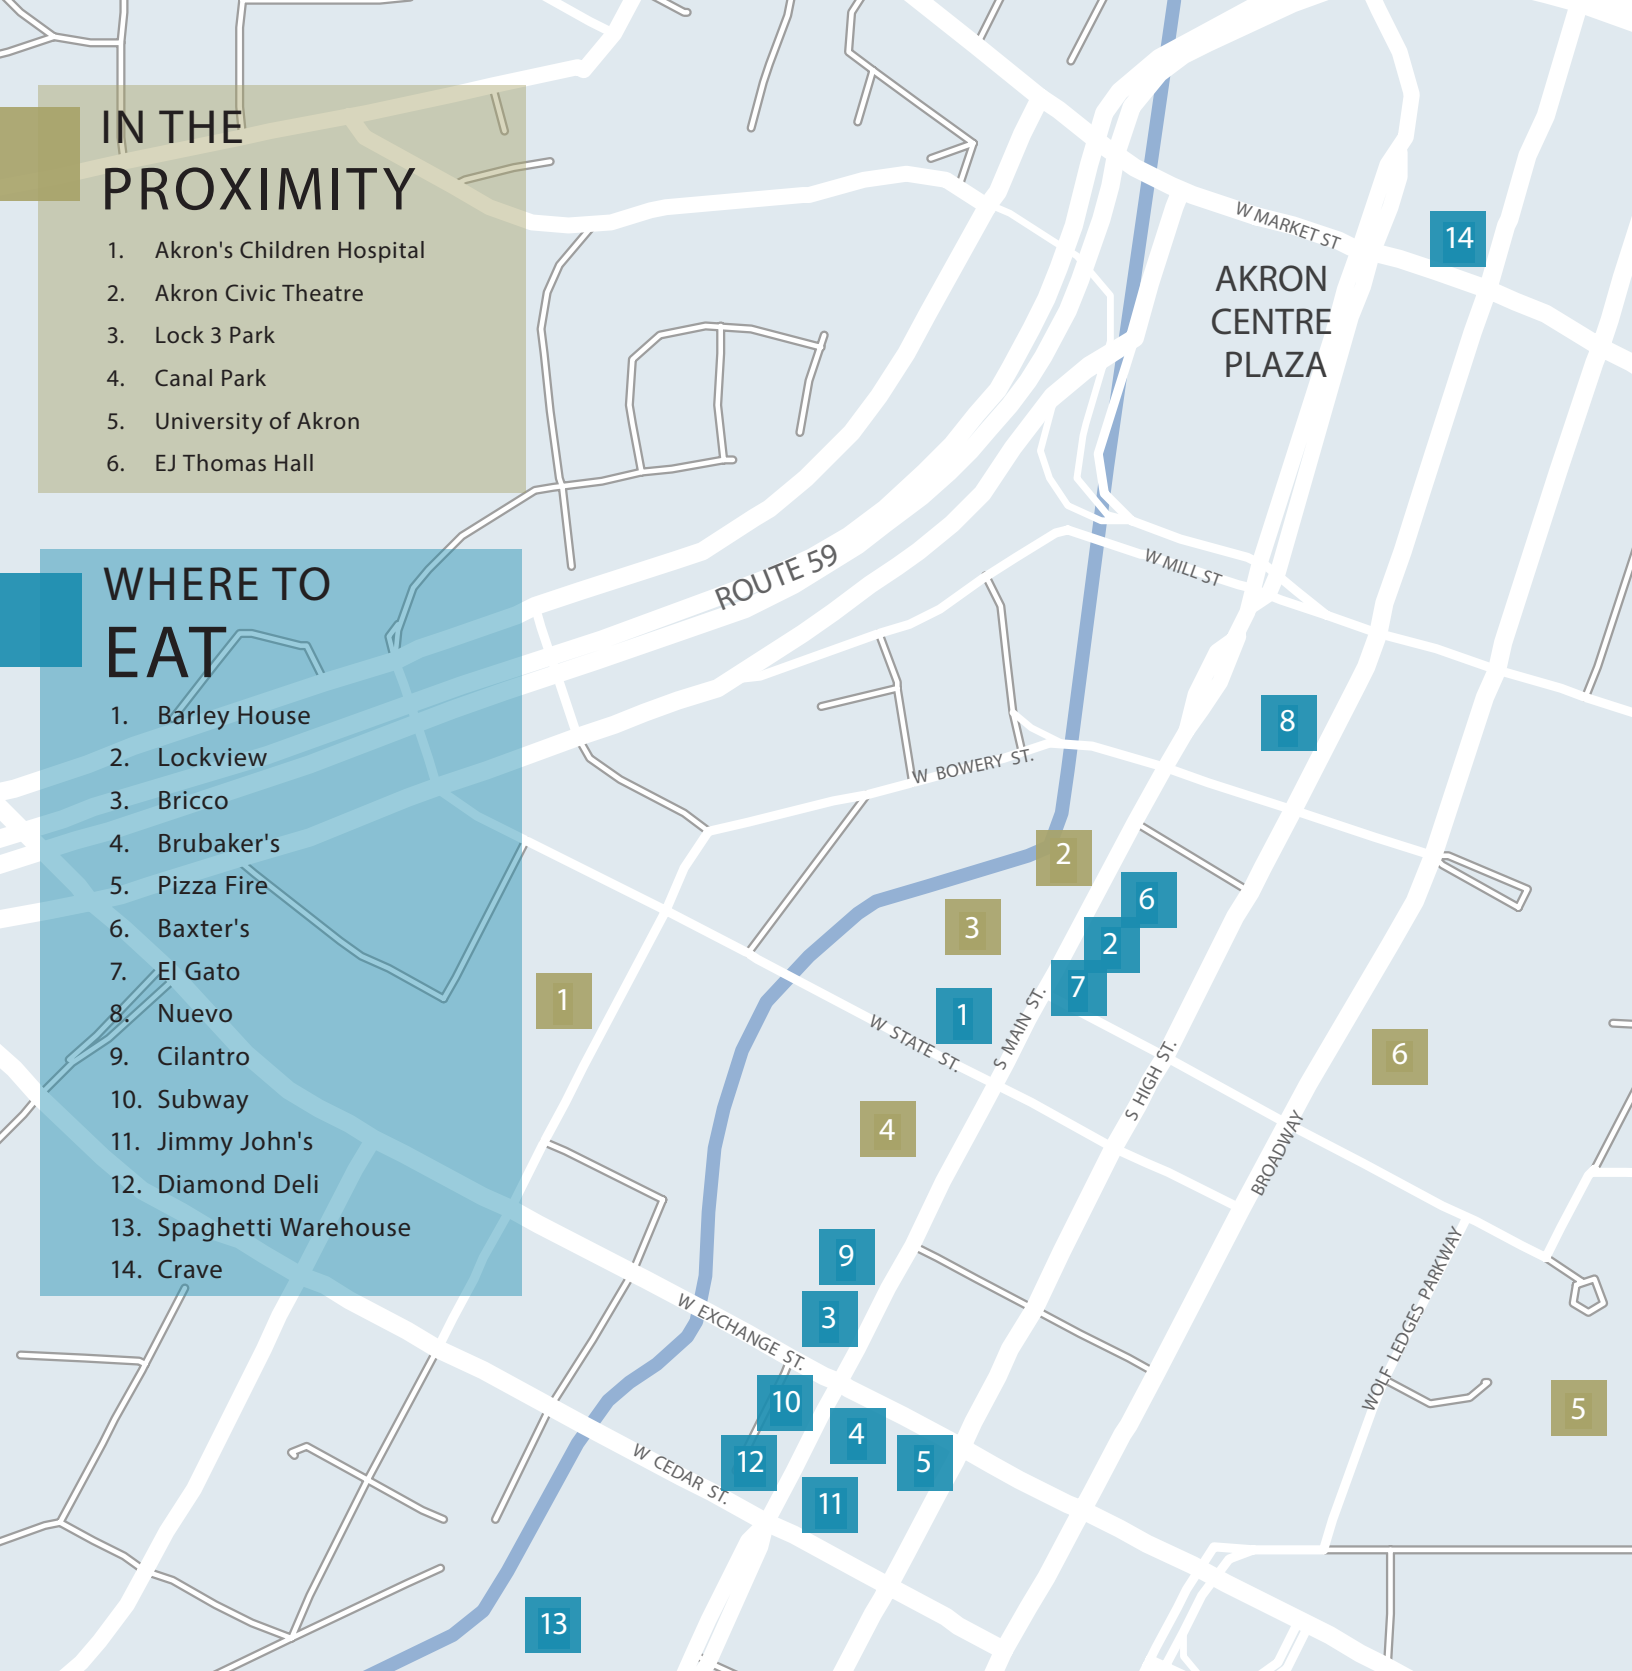 IN THE
PROXIMITY
1. Akron's Children Hospital
2. Akron Civic Theatre
3. Lock 3 Park
4. Canal Park
5. University of Akron
6. EJ Thomas Hall
WHERE TO
EAT
1. Barley House
2. Lockview
3. Bricco
4. Brubaker's
5. Pizza Fire
6. Baxter's
7. El Gato
8. Nuevo
9. Cilantro
10. Subway
11. Jimmy John's
12. Diamond Deli
13. Spaghetti Warehouse
14. Crave
W MARKET ST
14
AKRON
CENTRE
PLAZA
ROUTE 59
W MILL ST
8
W BOWERY ST.
2
6
3
2
7
1
1
W STATE ST.
S MAIN ST.
S HIGH ST.
6
4
BROADWAY
9
3
W EXCHANGE ST.
WOLF LEDGES PARKWAY
10
4
5
5
12
W CEDAR ST.
11
13